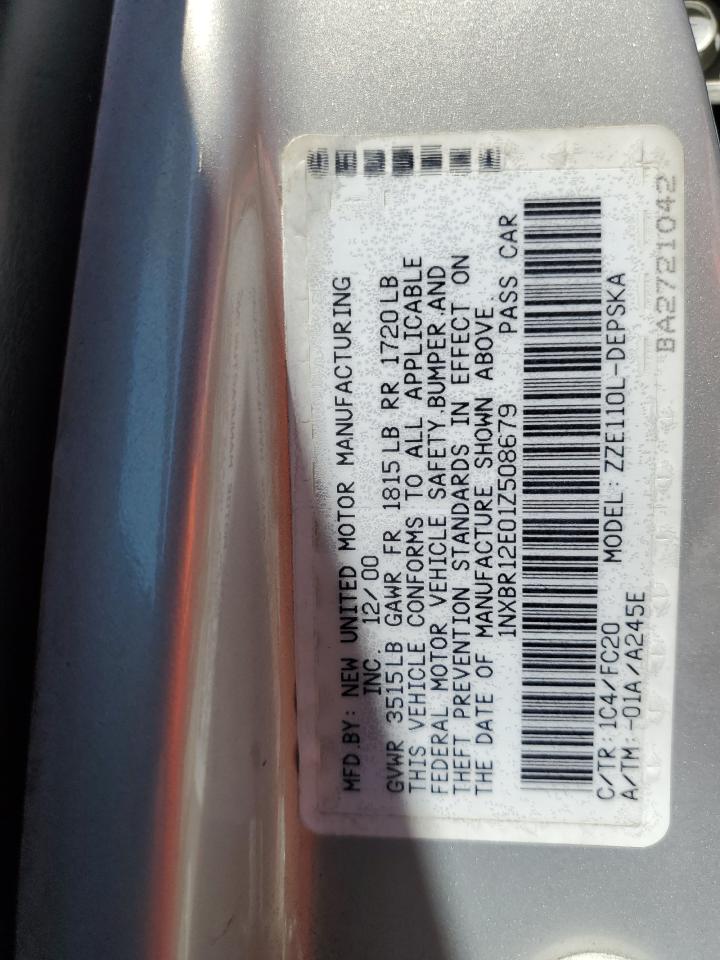 MFD.BY: NEW UNITED MOTOR MANUFACTURING
INC. 12/00
GVWR 3515LB GAWR FR 1815LB RR 1720LB
THIS VEHICLE CONFORMS TO ALL APPLICABLE
FEDERAL MOTOR VEHICLE SAFETY,BUMPER,AND
THEFT PREVENTION STANDARDS IN EFFECT ON
THE DATE OF MANUFACTURE SHOWN ABOVE.
1NXBR12E01Z508679 PASS CAR
C/TR:1C4/FC20 MODEL:ZZE110L-DEPSKA
A/TM:-01A/A245E
BA2721042